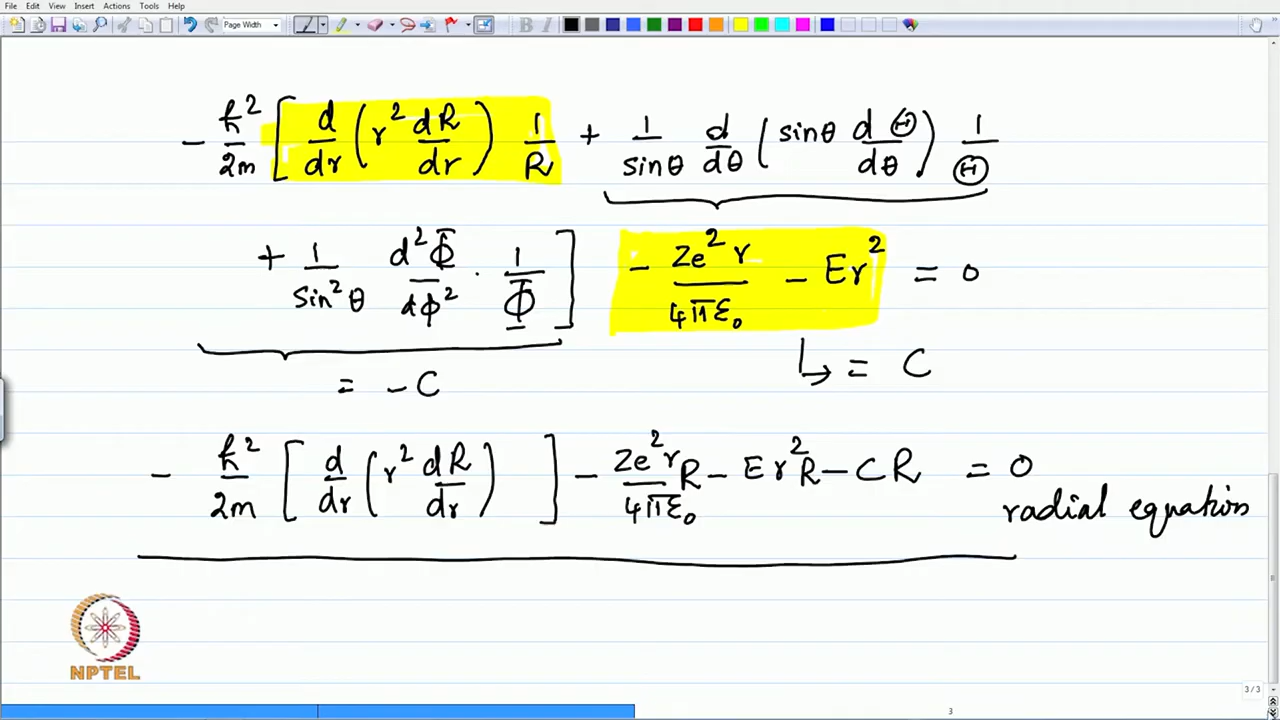 File Edit View Insert Actions Tools Help
Page Width
- ℏ²/2m [ d/dr ( r² dR/dr ) 1/R + 1/sinθ d/dθ ( sinθ dΘ/dθ ) 1/Θ
+ 1/sin²θ d²Φ/dφ² · 1/Φ ] - Ze²r/4πε₀ - Er² = 0
= -C
↳ = C
- ℏ²/2m [ d/dr ( r² dR/dr ) ] - Ze²r/4πε₀ R - Er²R - CR = 0
radial equation
NPTEL
3/3
3